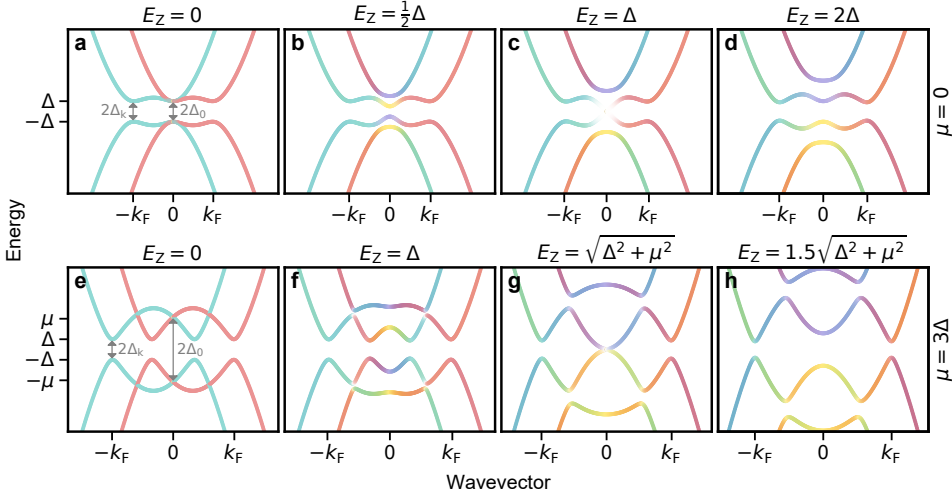 E_Z = 0
E_Z = ½Δ
E_Z = Δ
E_Z = 2Δ
a
b
c
d
Δ
−Δ
2Δ_k
2Δ_0
−k_F 0 k_F
−k_F 0 k_F
−k_F 0 k_F
−k_F 0 k_F
μ = 0
Energy
E_Z = 0
E_Z = Δ
E_Z = √(Δ² + μ²)
E_Z = 1.5√(Δ² + μ²)
e
f
g
h
μ
Δ
−Δ
−μ
2Δ_k
2Δ_0
−k_F 0 k_F
−k_F 0 k_F
−k_F 0 k_F
−k_F 0 k_F
μ = 3Δ
Wavevector